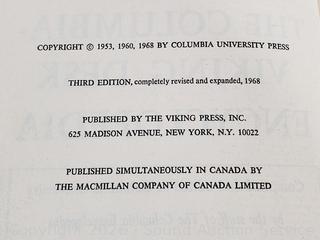 COPYRIGHT © 1953, 1960, 1968 BY COLUMBIA UNIVERSITY PRESS
THIRD EDITION, completely revised and expanded, 1968
PUBLISHED BY THE VIKING PRESS, INC.
625 MADISON AVENUE, NEW YORK, N.Y. 10022
PUBLISHED SIMULTANEOUSLY IN CANADA BY
THE MACMILLAN COMPANY OF CANADA LIMITED